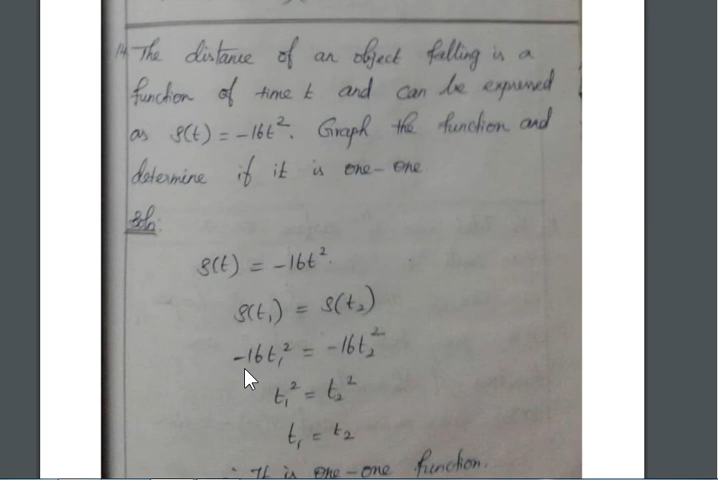 14. The distance of an object falling is a
function of time t and can be expressed
as s(t) = -16t². Graph the function and
determine if it is one-one
Soln:
s(t) = -16t².
s(t₁) = s(t₂)
-16t₁² = -16t₂²
t₁² = t₂²
t₁ = t₂
∴ It is one-one function.